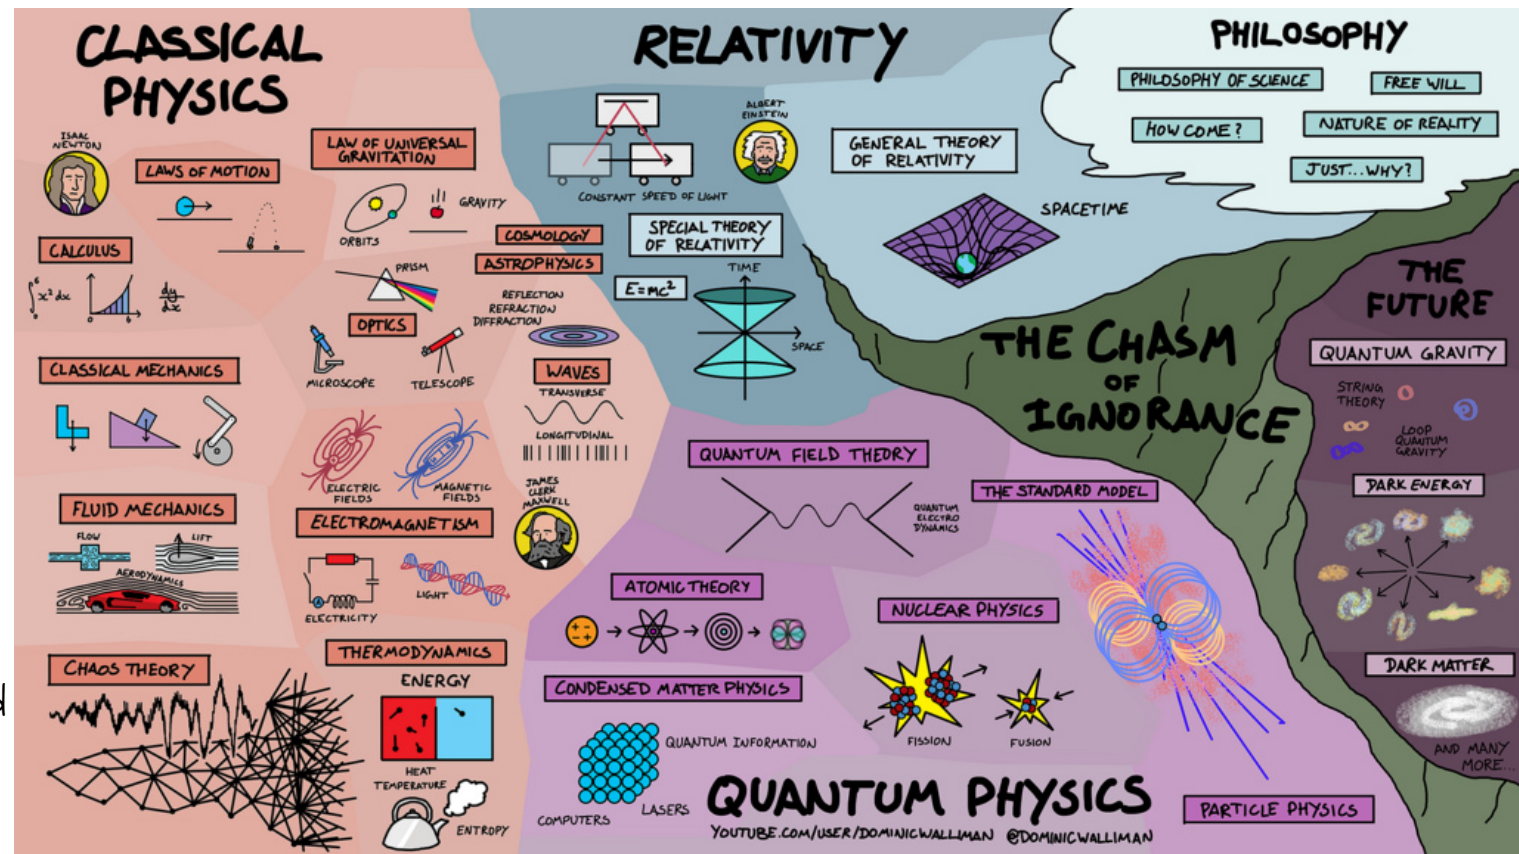 CLASSICAL
PHYSICS
ISAAC
NEWTON
LAWS OF MOTION
LAW OF UNIVERSAL
GRAVITATION
ORBITS
GRAVITY
CALCULUS
∫₀⁶ x² dx
0
6
dy
dx
COSMOLOGY
ASTROPHYSICS
PRISM
OPTICS
REFLECTION
REFRACTION
DIFFRACTION
MICROSCOPE
TELESCOPE
CLASSICAL MECHANICS
WAVES
TRANSVERSE
LONGITUDINAL
ELECTRIC
FIELDS
MAGNETIC
FIELDS
JAMES
CLERK
MAXWELL
FLUID MECHANICS
FLOW
LIFT
AERODYNAMICS
ELECTROMAGNETISM
A
ELECTRICITY
LIGHT
CHAOS THEORY
THERMODYNAMICS
ENERGY
HEAT
TEMPERATURE
ENTROPY
RELATIVITY
CONSTANT SPEED OF LIGHT
ALBERT
EINSTEIN
GENERAL THEORY
OF RELATIVITY
SPACETIME
SPECIAL THEORY
OF RELATIVITY
E=mc²
TIME
SPACE
PHILOSOPHY
PHILOSOPHY OF SCIENCE
FREE WILL
HOW COME?
NATURE OF REALITY
JUST...WHY?
THE CHASM
OF
IGNORANCE
THE
FUTURE
QUANTUM GRAVITY
STRING
THEORY
LOOP
QUANTUM
GRAVITY
DARK ENERGY
DARK MATTER
AND MANY
MORE...
QUANTUM FIELD THEORY
QUANTUM
ELECTRO
DYNAMICS
THE STANDARD MODEL
ATOMIC THEORY
+ -
- +
NUCLEAR PHYSICS
FISSION
FUSION
CONDENSED MATTER PHYSICS
QUANTUM INFORMATION
LASERS
COMPUTERS
PARTICLE PHYSICS
QUANTUM PHYSICS
YOUTUBE.COM/USER/DOMINICWALLIMAN @DOMINICWALLIMAN